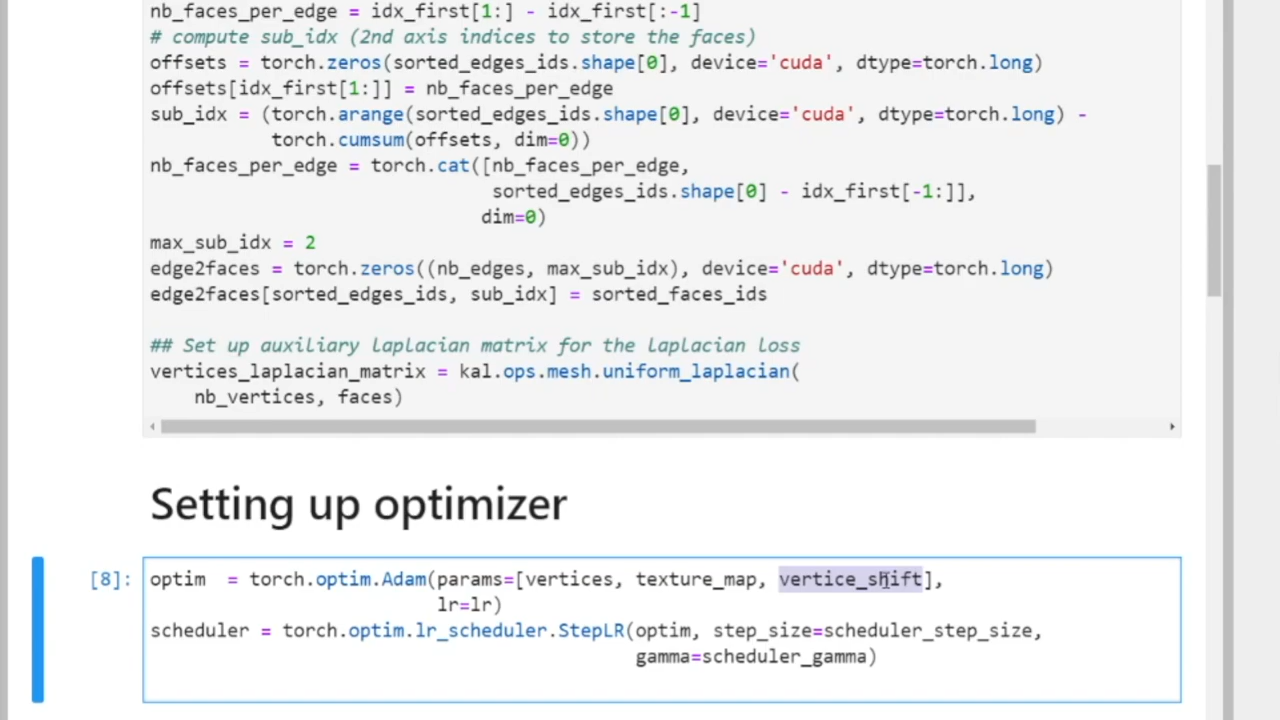 nb_faces_per_edge = idx_first[1:] - idx_first[:-1]
# compute sub_idx (2nd axis indices to store the faces)
offsets = torch.zeros(sorted_edges_ids.shape[0], device='cuda', dtype=torch.long)
offsets[idx_first[1:]] = nb_faces_per_edge
sub_idx = (torch.arange(sorted_edges_ids.shape[0], device='cuda', dtype=torch.long) -
torch.cumsum(offsets, dim=0))
nb_faces_per_edge = torch.cat([nb_faces_per_edge,
sorted_edges_ids.shape[0] - idx_first[-1:]],
dim=0)
max_sub_idx = 2
edge2faces = torch.zeros((nb_edges, max_sub_idx), device='cuda', dtype=torch.long)
edge2faces[sorted_edges_ids, sub_idx] = sorted_faces_ids
## Set up auxiliary laplacian matrix for the laplacian loss
vertices_laplacian_matrix = kal.ops.mesh.uniform_laplacian(
nb_vertices, faces)
Setting up optimizer
[8]: optim  = torch.optim.Adam(params=[vertices, texture_map, vertice_shift],
lr=lr)
scheduler = torch.optim.lr_scheduler.StepLR(optim, step_size=scheduler_step_size,
gamma=scheduler_gamma)